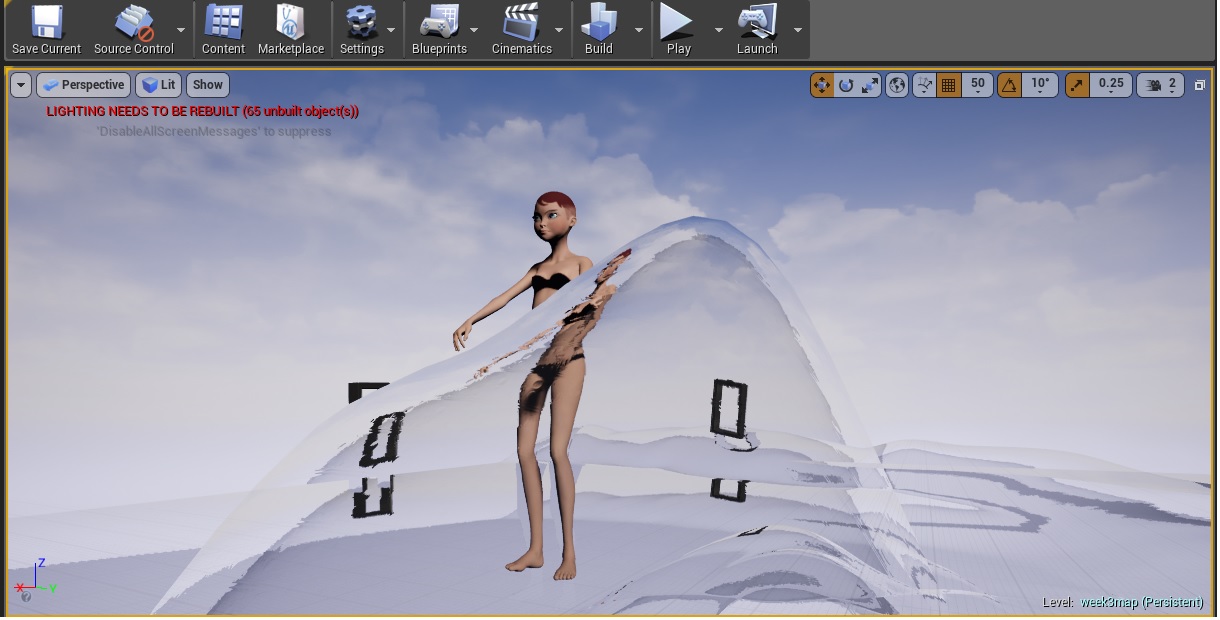 Save Current Source Control Content Marketplace Settings Blueprints Cinematics Build Play Launch
Perspective Lit Show 50 10° 0.25 2
LIGHTING NEEDS TO BE REBUILT (65 unbuilt object(s))
'DisableAllScreenMessages' to suppress
Z
X Y
?
Level: week3map (Persistent)